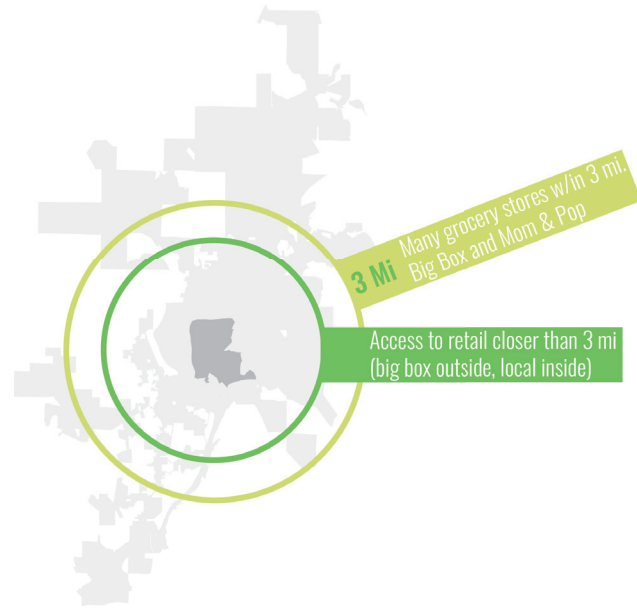 3 Mi
Many grocery stores w/in 3 mi.
Big Box and Mom & Pop
Access to retail closer than 3 mi
(big box outside, local inside)